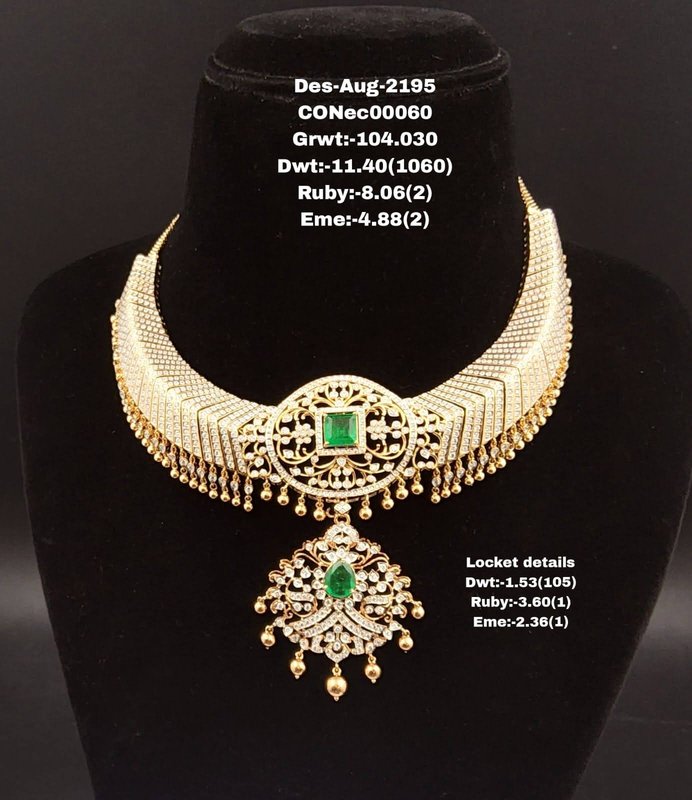 Des-Aug-2195
CONec00060
Grwt:-104.030
Dwt:-11.40(1060)
Ruby:-8.06(2)
Eme:-4.88(2)
Locket details
Dwt:-1.53(105)
Ruby:-3.60(1)
Eme:-2.36(1)